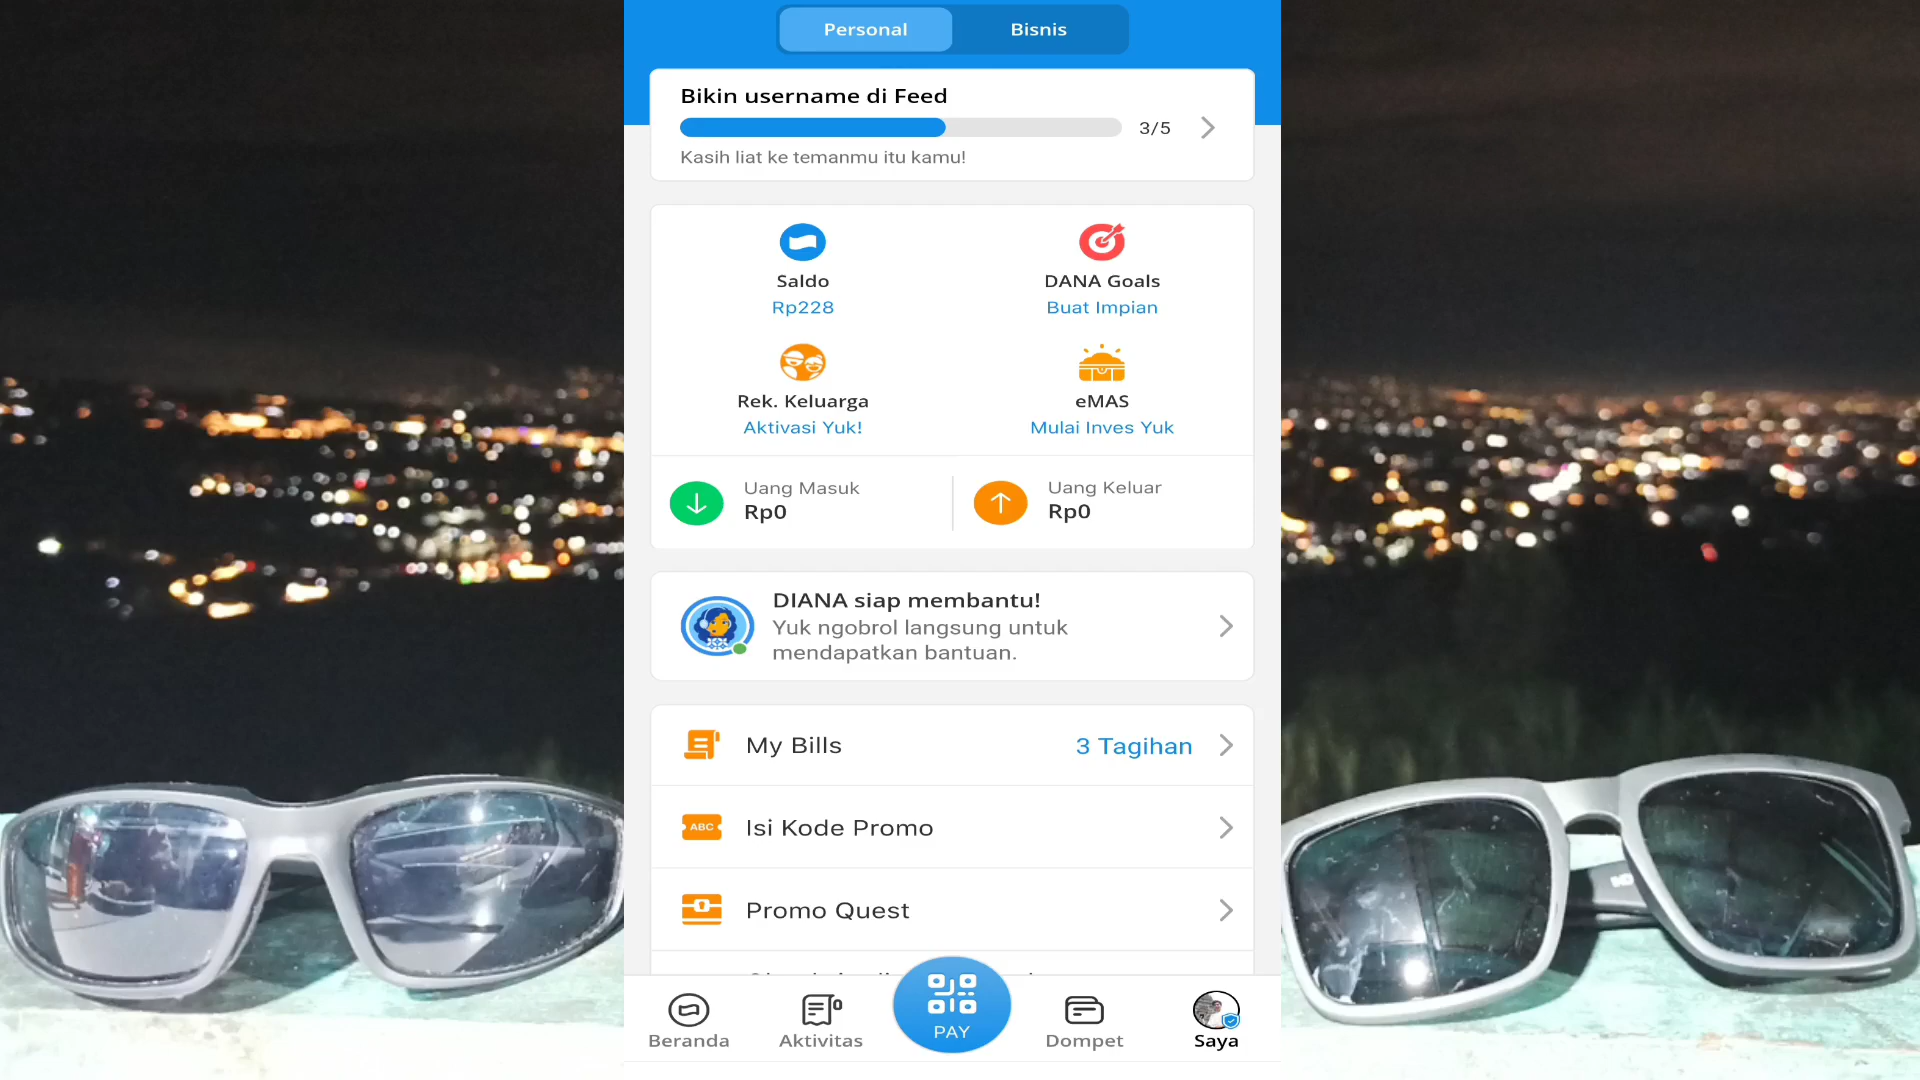 Personal
Bisnis
Bikin username di Feed
3/5
Kasih liat ke temanmu itu kamu!
Saldo
Rp228
DANA Goals
Buat Impian
Rek. Keluarga
Aktivasi Yuk!
eMAS
Mulai Inves Yuk
Uang Masuk
Rp0
Uang Keluar
Rp0
DIANA siap membantu!
Yuk ngobrol langsung untuk
mendapatkan bantuan.
My Bills
3 Tagihan
ABC
Isi Kode Promo
Promo Quest
Beranda
Aktivitas
PAY
Dompet
Saya